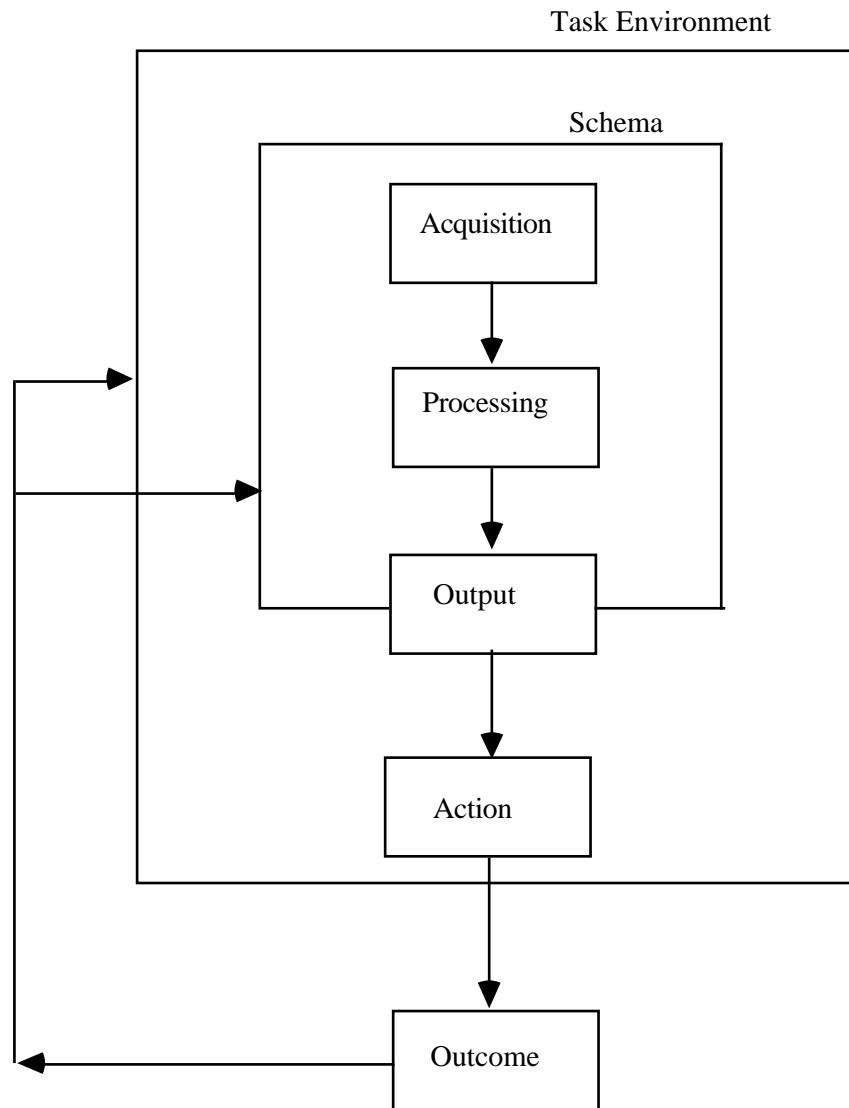 Task Environment
Schema
Acquisition
Processing
Output
Action
Outcome